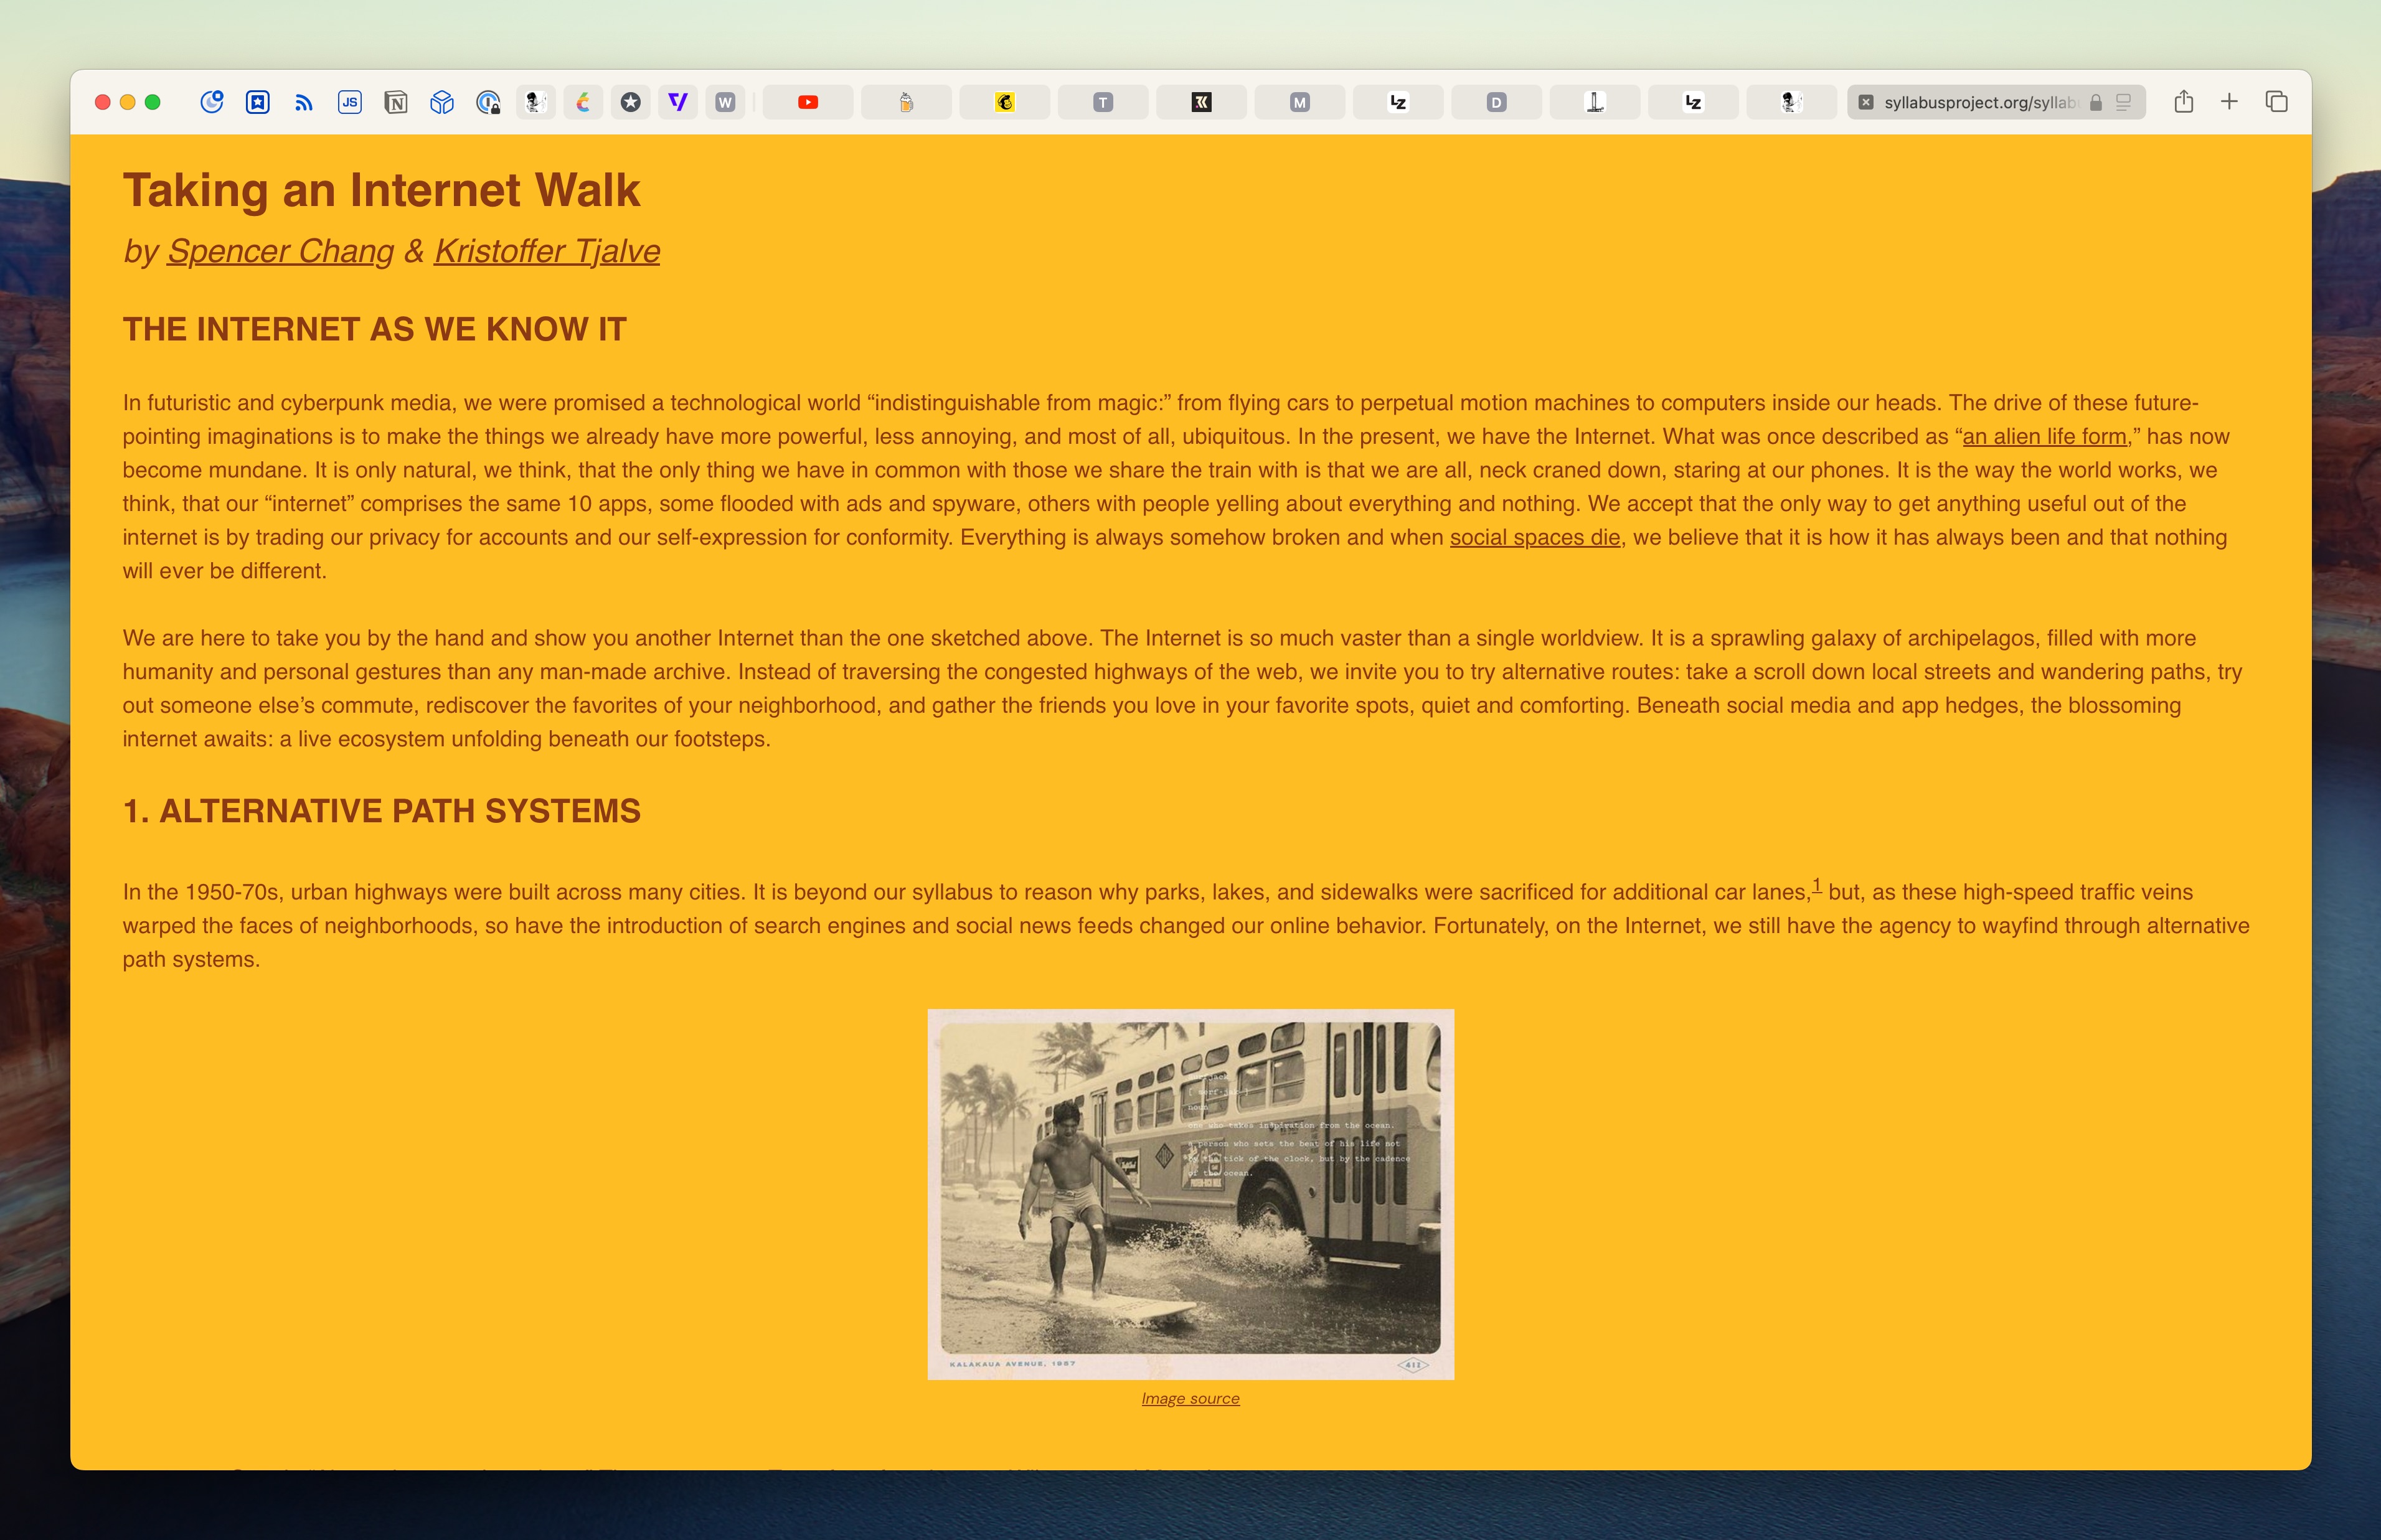 JS
N
W
T
M
LZ
D
LZ
syllabusproject.org/syllab
Taking an Internet Walk
by Spencer Chang & Kristoffer Tjalve
THE INTERNET AS WE KNOW IT
In futuristic and cyberpunk media, we were promised a technological world “indistinguishable from magic:” from flying cars to perpetual motion machines to computers inside our heads. The drive of these future-
pointing imaginations is to make the things we already have more powerful, less annoying, and most of all, ubiquitous. In the present, we have the Internet. What was once described as “an alien life form,” has now
become mundane. It is only natural, we think, that the only thing we have in common with those we share the train with is that we are all, neck craned down, staring at our phones. It is the way the world works, we
think, that our “internet” comprises the same 10 apps, some flooded with ads and spyware, others with people yelling about everything and nothing. We accept that the only way to get anything useful out of the
internet is by trading our privacy for accounts and our self-expression for conformity. Everything is always somehow broken and when social spaces die, we believe that it is how it has always been and that nothing
will ever be different.
We are here to take you by the hand and show you another Internet than the one sketched above. The Internet is so much vaster than a single worldview. It is a sprawling galaxy of archipelagos, filled with more
humanity and personal gestures than any man-made archive. Instead of traversing the congested highways of the web, we invite you to try alternative routes: take a scroll down local streets and wandering paths, try
out someone else’s commute, rediscover the favorites of your neighborhood, and gather the friends you love in your favorite spots, quiet and comforting. Beneath social media and app hedges, the blossoming
internet awaits: a live ecosystem unfolding beneath our footsteps.
1. ALTERNATIVE PATH SYSTEMS
In the 1950-70s, urban highways were built across many cities. It is beyond our syllabus to reason why parks, lakes, and sidewalks were sacrificed for additional car lanes,1 but, as these high-speed traffic veins
warped the faces of neighborhoods, so have the introduction of search engines and social news feeds changed our online behavior. Fortunately, on the Internet, we still have the agency to wayfind through alternative
path systems.
noun
one who takes inspiration from the ocean.
a person who sets the beat of his life not
by the tick of the clock, but by the cadence
of the ocean.
KALAKAUA AVENUE, 1967
411
Image source